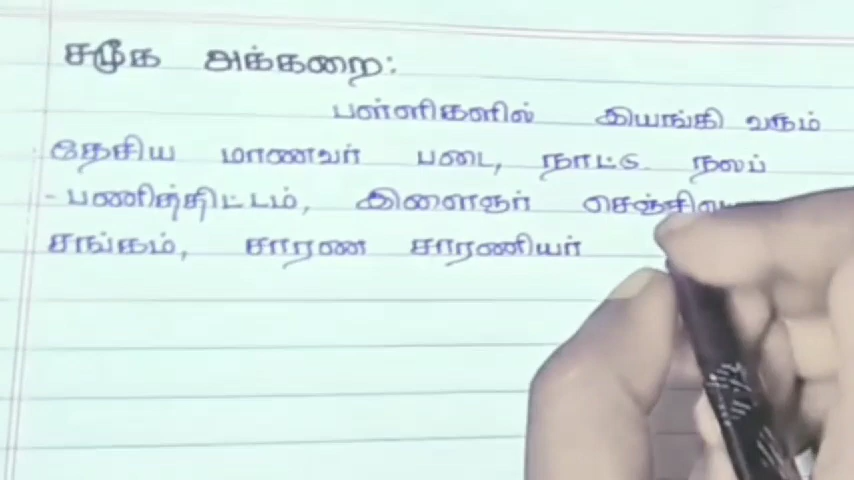 சமூக அக்கறை:
பள்ளிகளில் இயங்கி வரும்
தேசிய மாணவர் படை, நாட்டு நலப்
- பணித்திட்டம், இளைஞர்
சங்கம், சாரண சாரணியர்